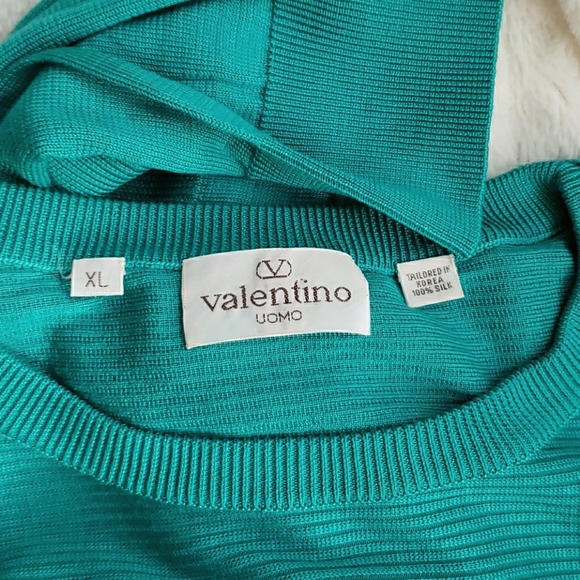 XL
V
valentino
UOMO
TAILORED IN
KOREA
100% SILK